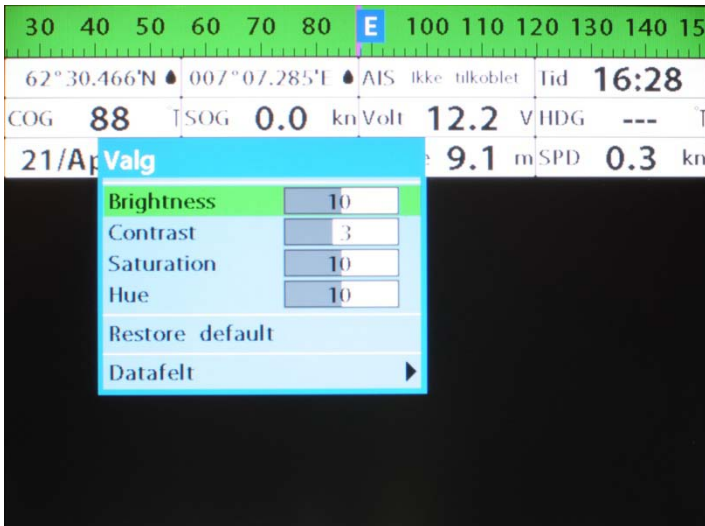 30 40 50 60 70 80 E 100 110 120 130 140 15
62°30.466'N 007°07.285'E AIS Ikke tilkoblet Tid 16:28
COG 88 °T SOG 0.0 kn Volt 12.2 V HDG --- °T
21/Ap 9.1 m SPD 0.3 kn
Valg
Brightness 10
Contrast 3
Saturation 10
Hue 10
Restore default
Datafelt